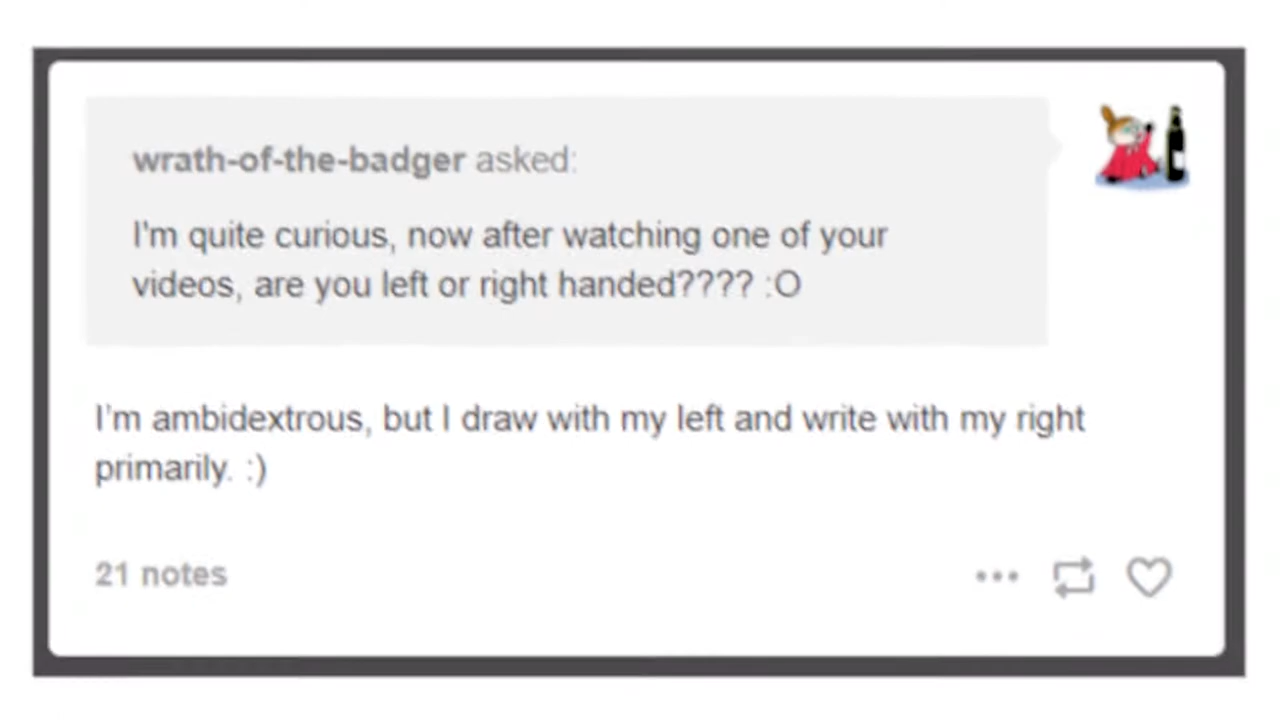 wrath-of-the-badger asked:
I'm quite curious, now after watching one of your
videos, are you left or right handed???? :O
I'm ambidextrous, but I draw with my left and write with my right
primarily. :)
21 notes